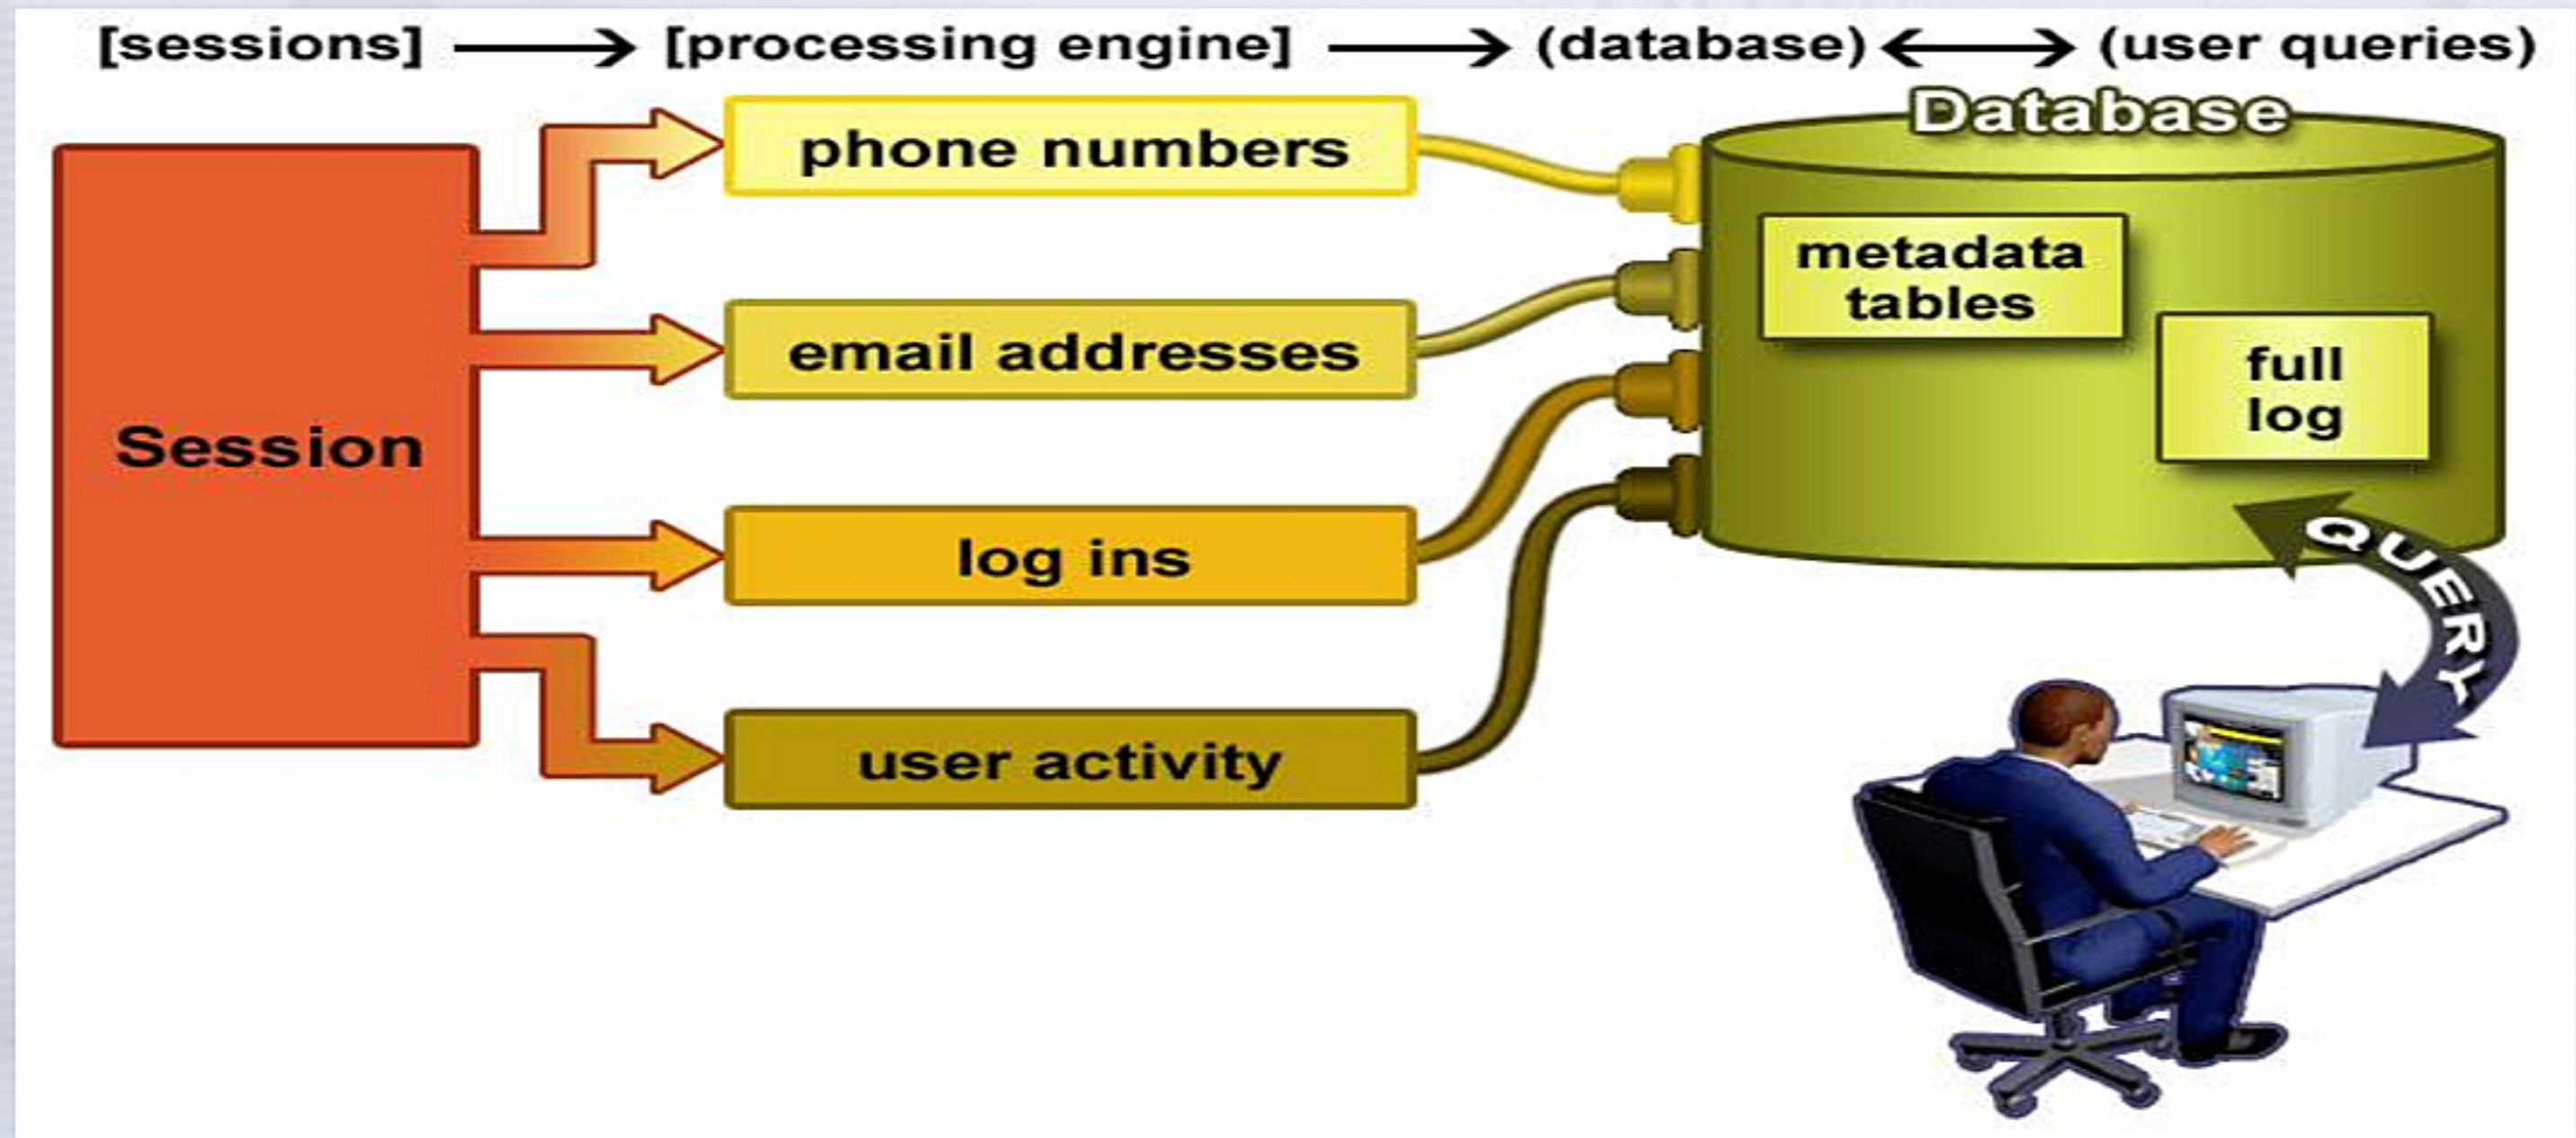 [sessions] → [processing engine] → (database) ↔ (user queries)
Database
phone numbers
metadata
tables
email addresses
full
log
Session
log ins
QUERY
user activity